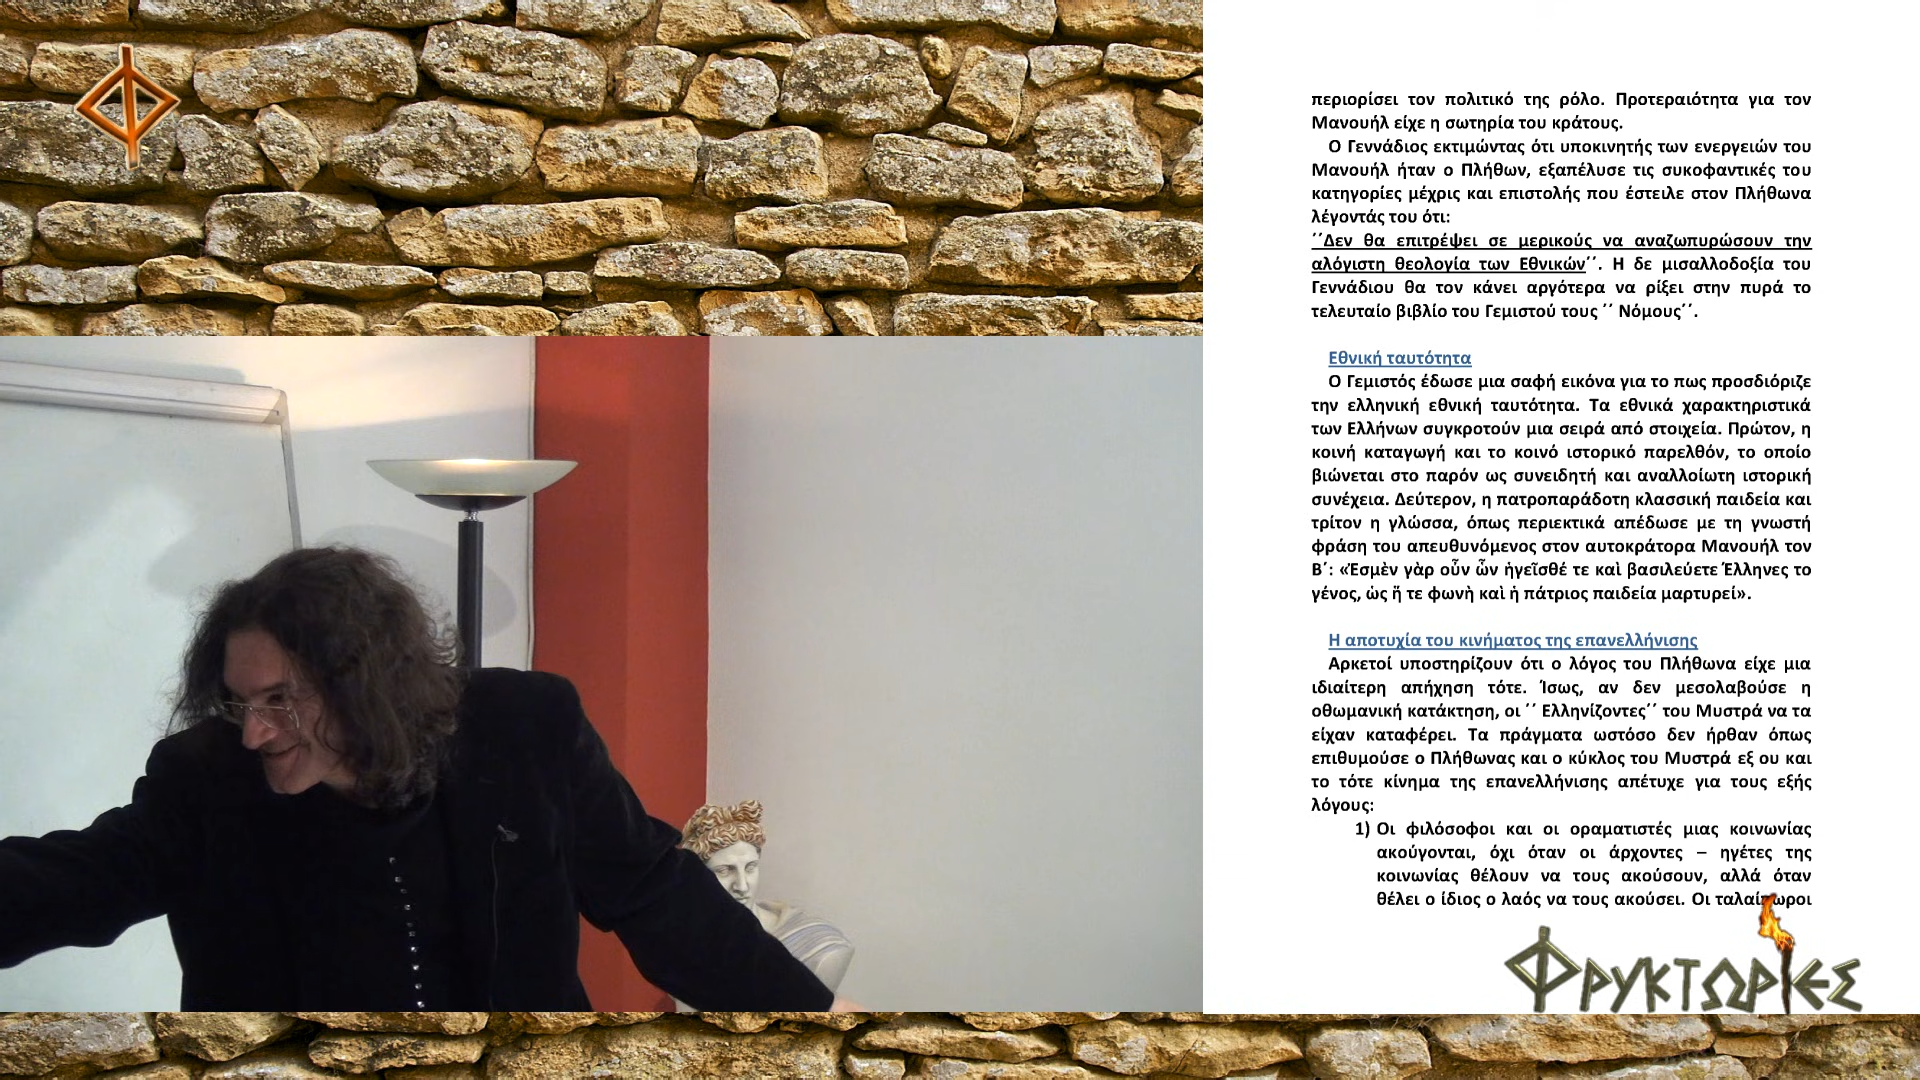 περιορίσει τον πολιτικό της ρόλο. Προτεραιότητα για τον
Μανουήλ είχε η σωτηρία του κράτους.
Ο Γεννάδιος εκτιμώντας ότι υποκινητής των ενεργειών του
Μανουήλ ήταν ο Πλήθων, εξαπέλυσε τις συκοφαντικές του
κατηγορίες μέχρις και επιστολής που έστειλε στον Πλήθωνα
λέγοντάς του ότι:
΄΄Δεν θα επιτρέψει σε μερικούς να αναζωπυρώσουν την
αλόγιστη θεολογία των Εθνικών΄΄. Η δε μισαλλοδοξία του
Γεννάδιου θα τον κάνει αργότερα να ρίξει στην πυρά το
τελευταίο βιβλίο του Γεμιστού τους ΄΄ Νόμους΄΄.
Εθνική ταυτότητα
Ο Γεμιστός έδωσε μια σαφή εικόνα για το πως προσδιόριζε
την ελληνική εθνική ταυτότητα. Τα εθνικά χαρακτηριστικά
των Ελλήνων συγκροτούν μια σειρά από στοιχεία. Πρώτον, η
κοινή καταγωγή και το κοινό ιστορικό παρελθόν, το οποίο
βιώνεται στο παρόν ως συνειδητή και αναλλοίωτη ιστορική
συνέχεια. Δεύτερον, η πατροπαράδοτη κλασσική παιδεία και
τρίτον η γλώσσα, όπως περιεκτικά απέδωσε με τη γνωστή
φράση του απευθυνόμενος στον αυτοκράτορα Μανουήλ τον
Β΄: «Ἐσμὲν γὰρ οὖν ὧν ἡγεῖσθέ τε καὶ βασιλεύετε Ἕλληνες το
γένος, ὡς ἥ τε φωνὴ καὶ ἡ πάτριος παιδεία μαρτυρεί».
Η αποτυχία του κινήματος της επανελλήνισης
Αρκετοί υποστηρίζουν ότι ο λόγος του Πλήθωνα είχε μια
ιδιαίτερη απήχηση τότε. Ίσως, αν δεν μεσολαβούσε η
οθωμανική κατάκτηση, οι ΄΄ Ελληνίζοντες΄΄ του Μυστρά να τα
είχαν καταφέρει. Τα πράγματα ωστόσο δεν ήρθαν όπως
επιθυμούσε ο Πλήθωνας και ο κύκλος του Μυστρά εξ ου και
το τότε κίνημα της επανελλήνισης απέτυχε για τους εξής
λόγους:
1) Οι φιλόσοφοι και οι οραματιστές μιας κοινωνίας
ακούγονται, όχι όταν οι άρχοντες – ηγέτες της
κοινωνίας θέλουν να τους ακούσουν, αλλά όταν
θέλει ο ίδιος ο λαός να τους ακούσει. Οι ταλαίπωροι
ΦΡΥΚΤΩΡΙΕΣ